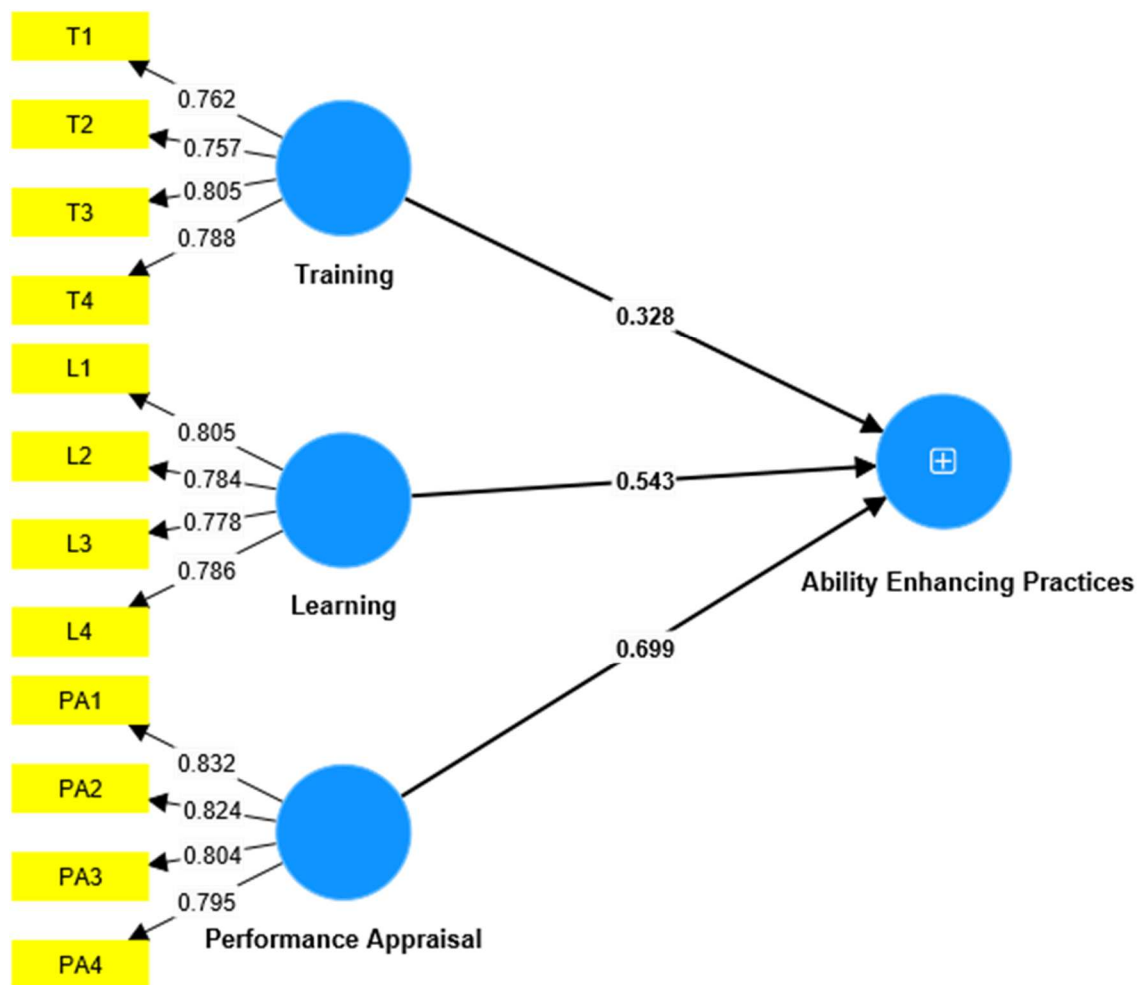 T1
0.762
T2
0.757
T3
0.805
T4
0.788
Training
0.328
L1
0.805
L2
0.784
L3
0.778
L4
0.786
Learning
0.543
Ability Enhancing Practices
PA1
0.832
PA2
0.824
PA3
0.804
PA4
0.795
Performance Appraisal
0.699